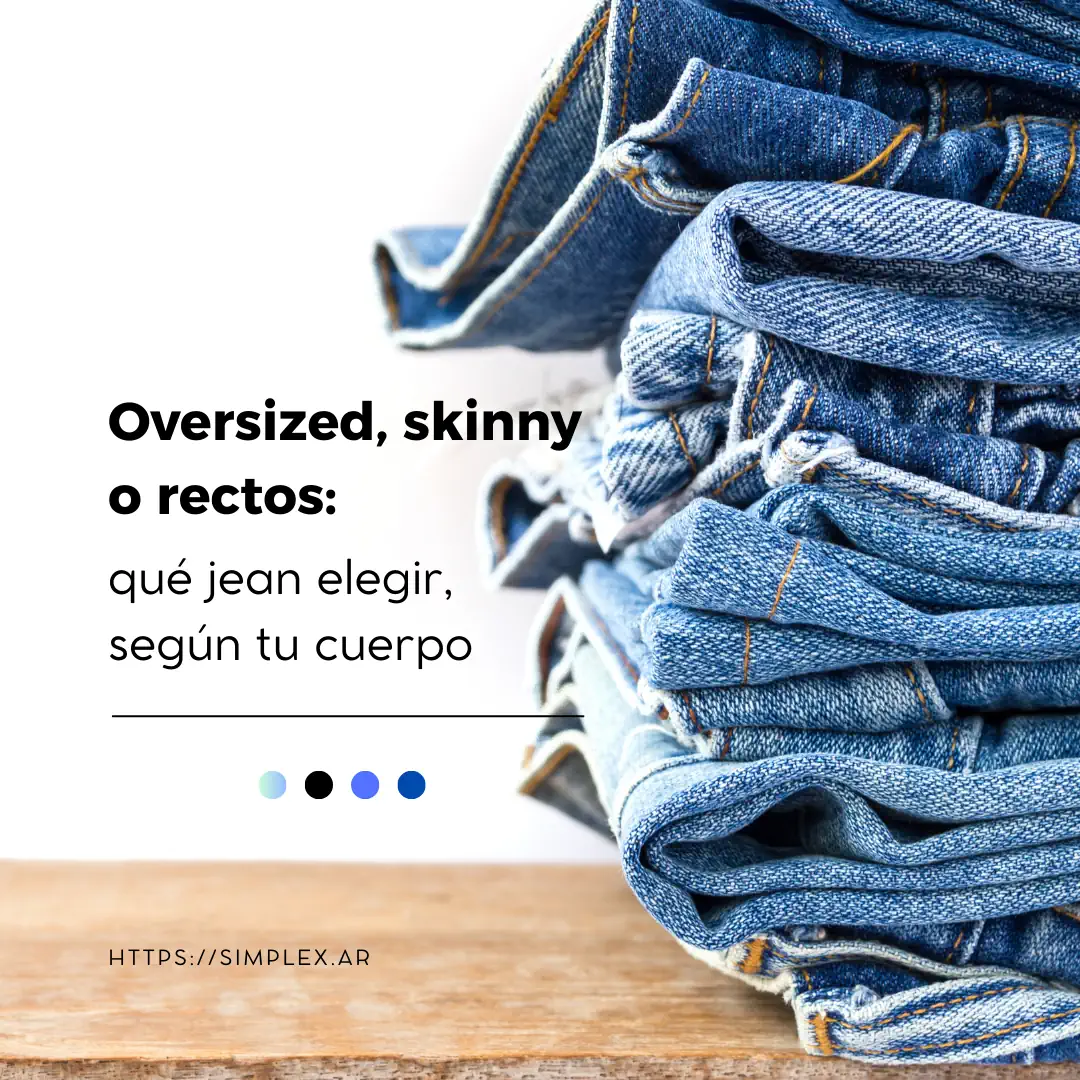 Oversized, skinny
o rectos:
qué jean elegir,
según tu cuerpo
HTTPS://SIMPLEX.AR